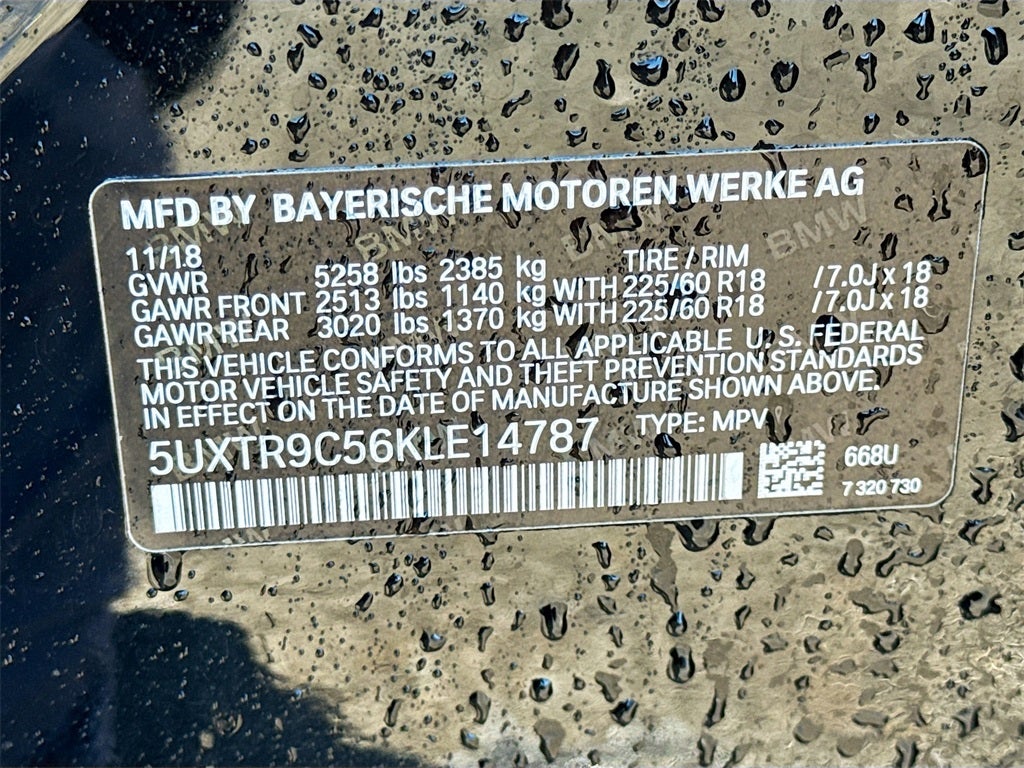 MFD BY BAYERISCHE MOTOREN WERKE AG
11/18 TIRE / RIM
GVWR 5258 lbs 2385 kg
GAWR FRONT 2513 lbs 1140 kg WITH 225/60 R18 /7.0J x 18
GAWR REAR 3020 lbs 1370 kg WITH 225/60 R18 /7.0J x 18
THIS VEHICLE CONFORMS TO ALL APPLICABLE U. S. FEDERAL
MOTOR VEHICLE SAFETY AND THEFT PREVENTION STANDARDS
IN EFFECT ON THE DATE OF MANUFACTURE SHOWN ABOVE.
5UXTR9C56KLE14787 TYPE: MPV
668U
7 320 730